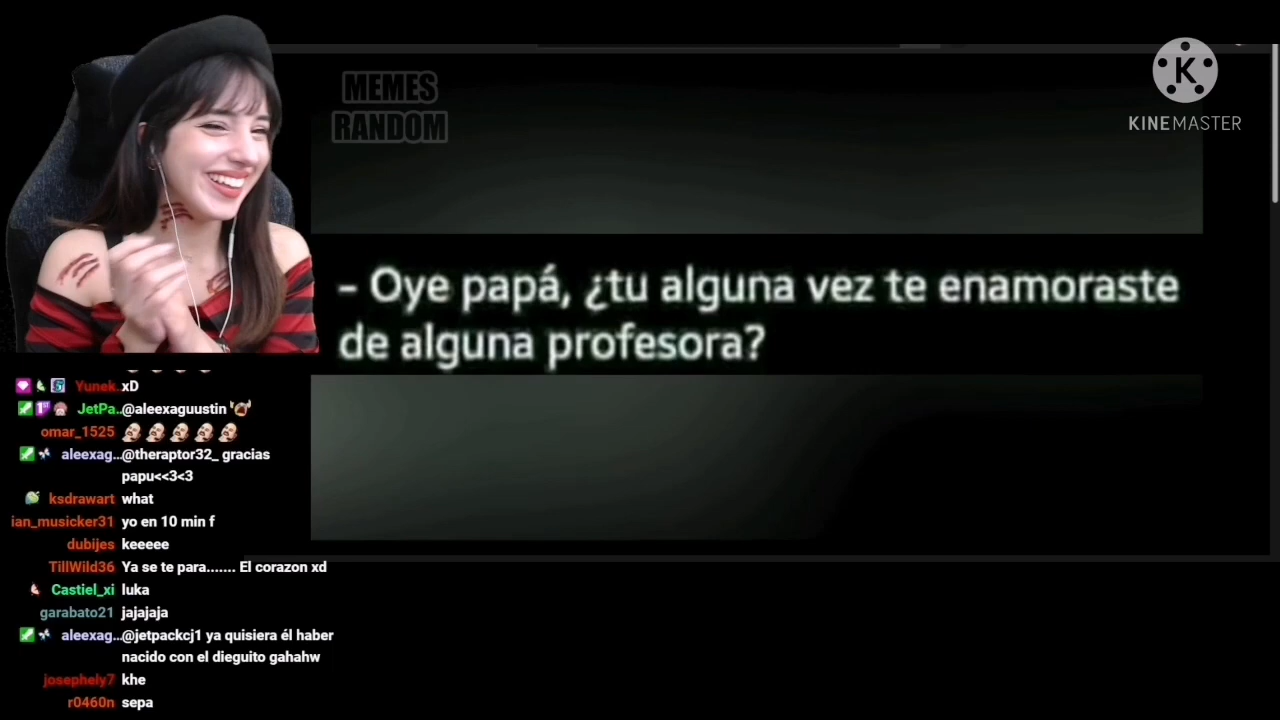 MEMES
RANDOM
K
KINEMASTER
- Oye papá, ¿tu alguna vez te enamoraste
de alguna profesora?
Yunek. xD
JetPa.. @aleexaguustin
omar_1525
aleexag... @theraptor32_ gracias
papu<<3<3
ksdrawart what
ian_musicker31 yo en 10 min f
dubijes keeeee
TillWild36 Ya se te para....... El corazon xd
Castiel_xi luka
garabato21 jajajaja
aleexag... @jetpackcj1 ya quisiera él haber
nacido con el dieguito gahahw
josephely7 khe
r0460n sepa